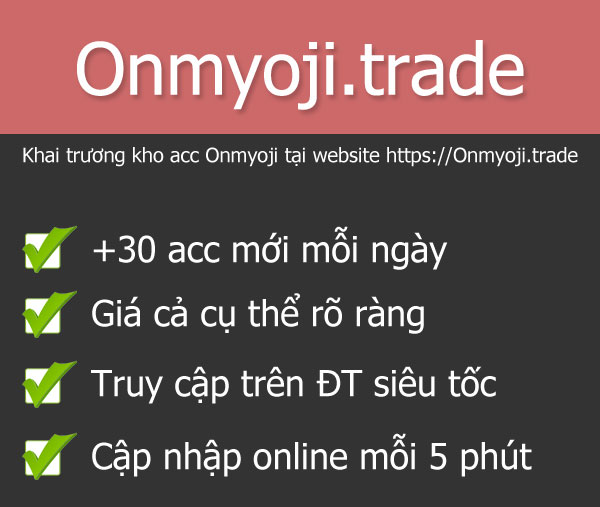 Onmyoji.trade
Khai trương kho acc Onmyoji tại website https://Onmyoji.trade
+30 acc mới mỗi ngày
Giá cả cụ thể rõ ràng
Truy cập trên ĐT siêu tốc
Cập nhập online mỗi 5 phút